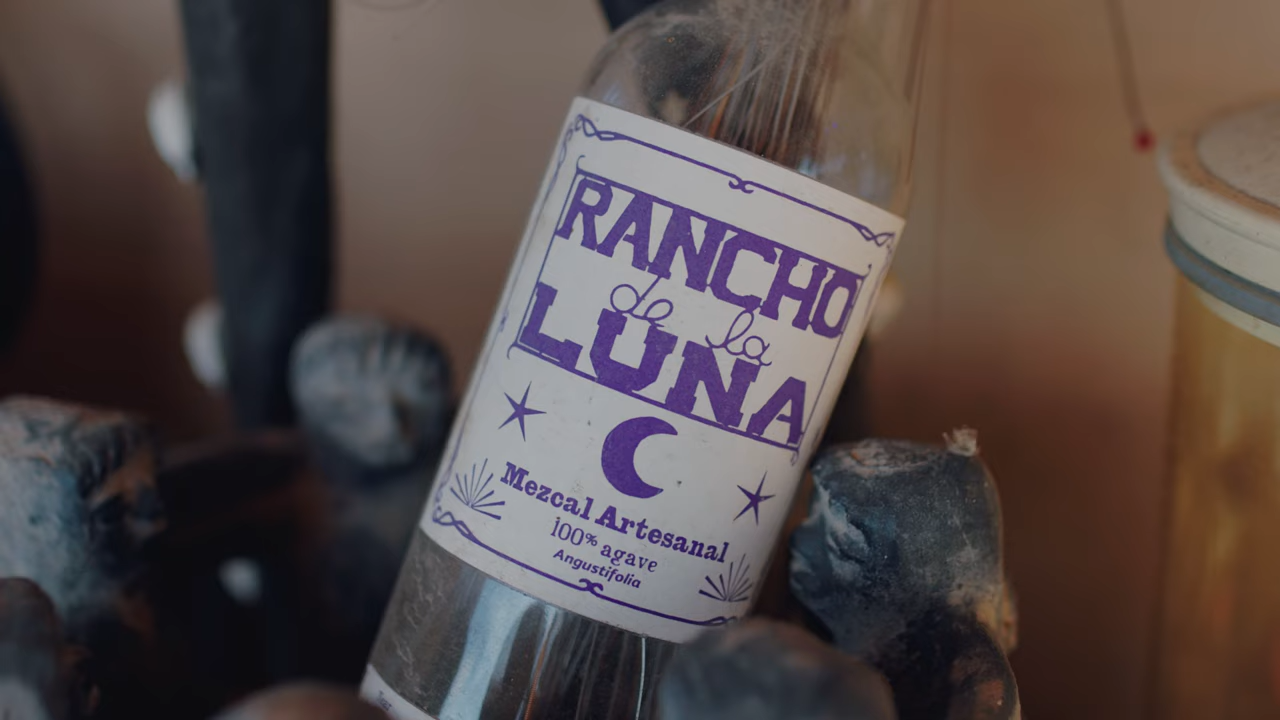 RANCHO
de la
LUNA
Mezcal Artesanal
100% agave
Angustifolia